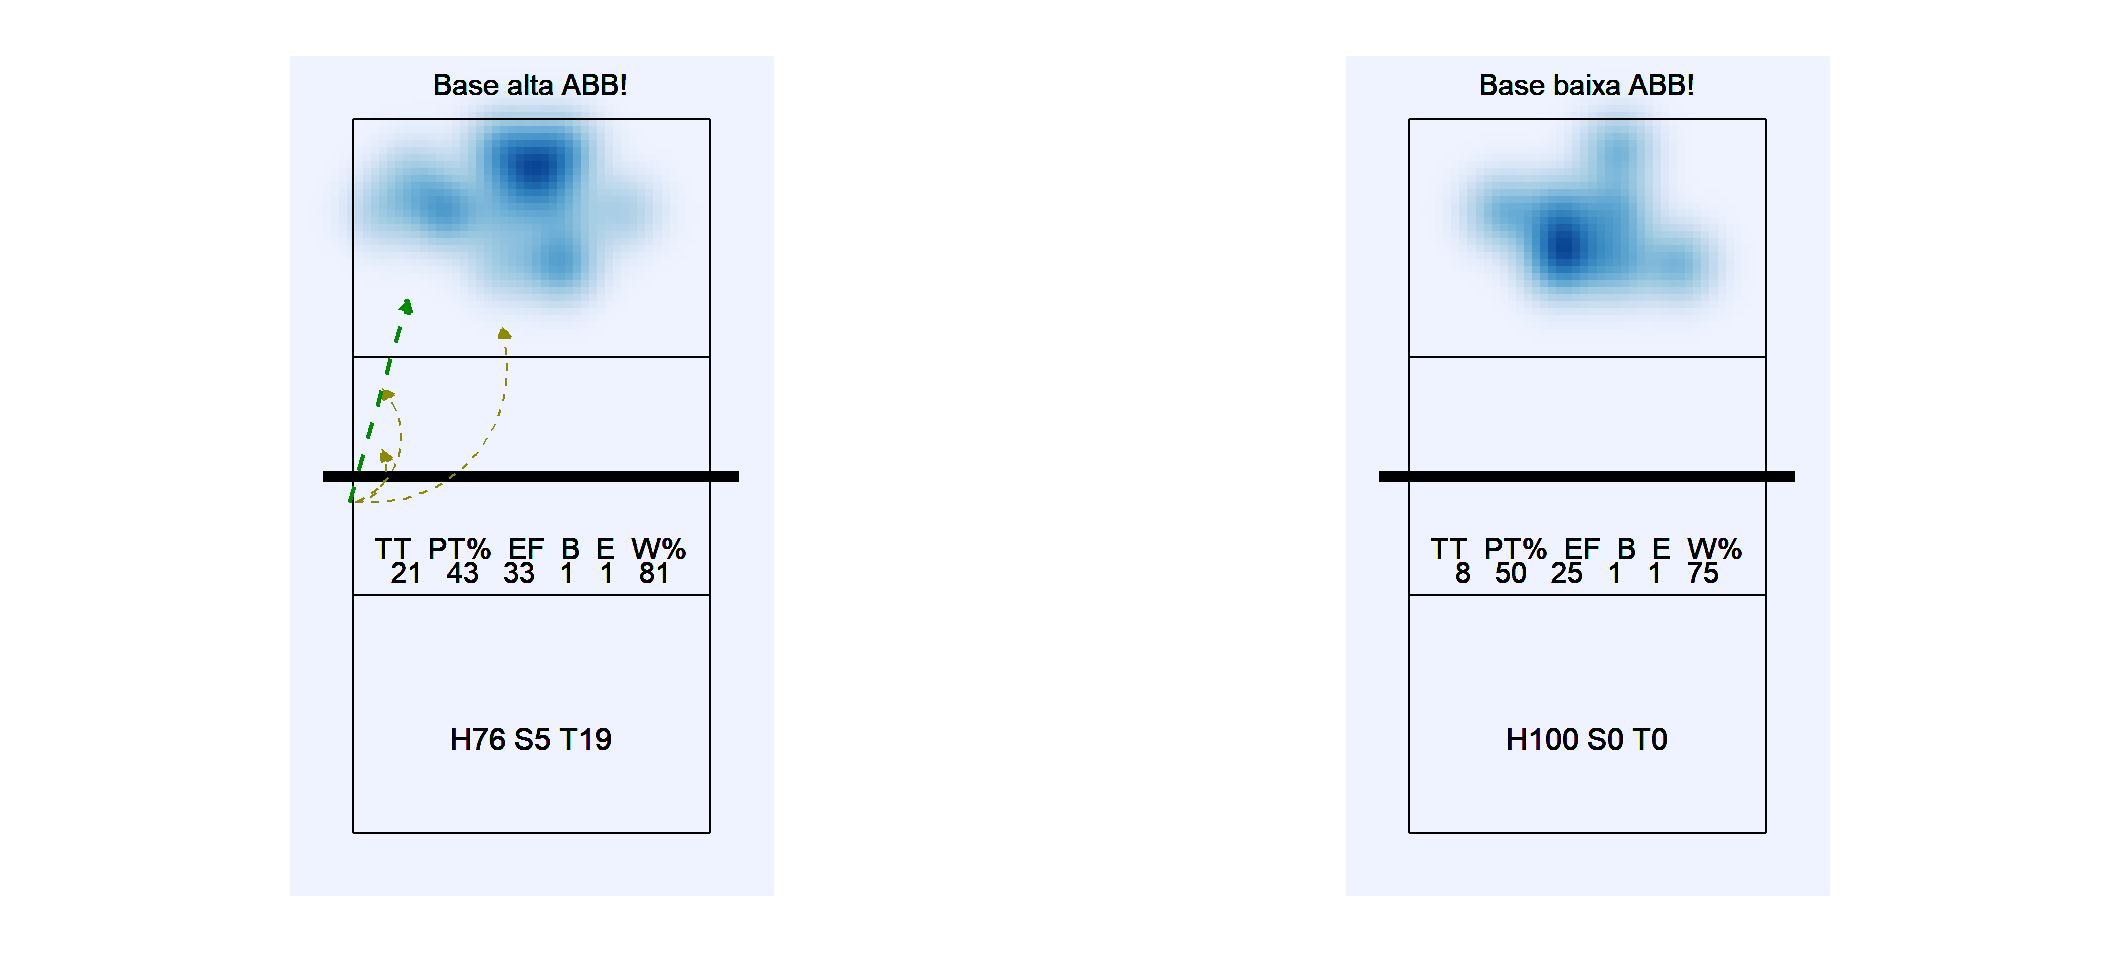 Base alta ABB!
TT PT% EF B E W%
21 43 33 1 1 81
H76 S5 T19
Base baixa ABB!
TT PT% EF B E W%
8 50 25 1 1 75
H100 S0 T0